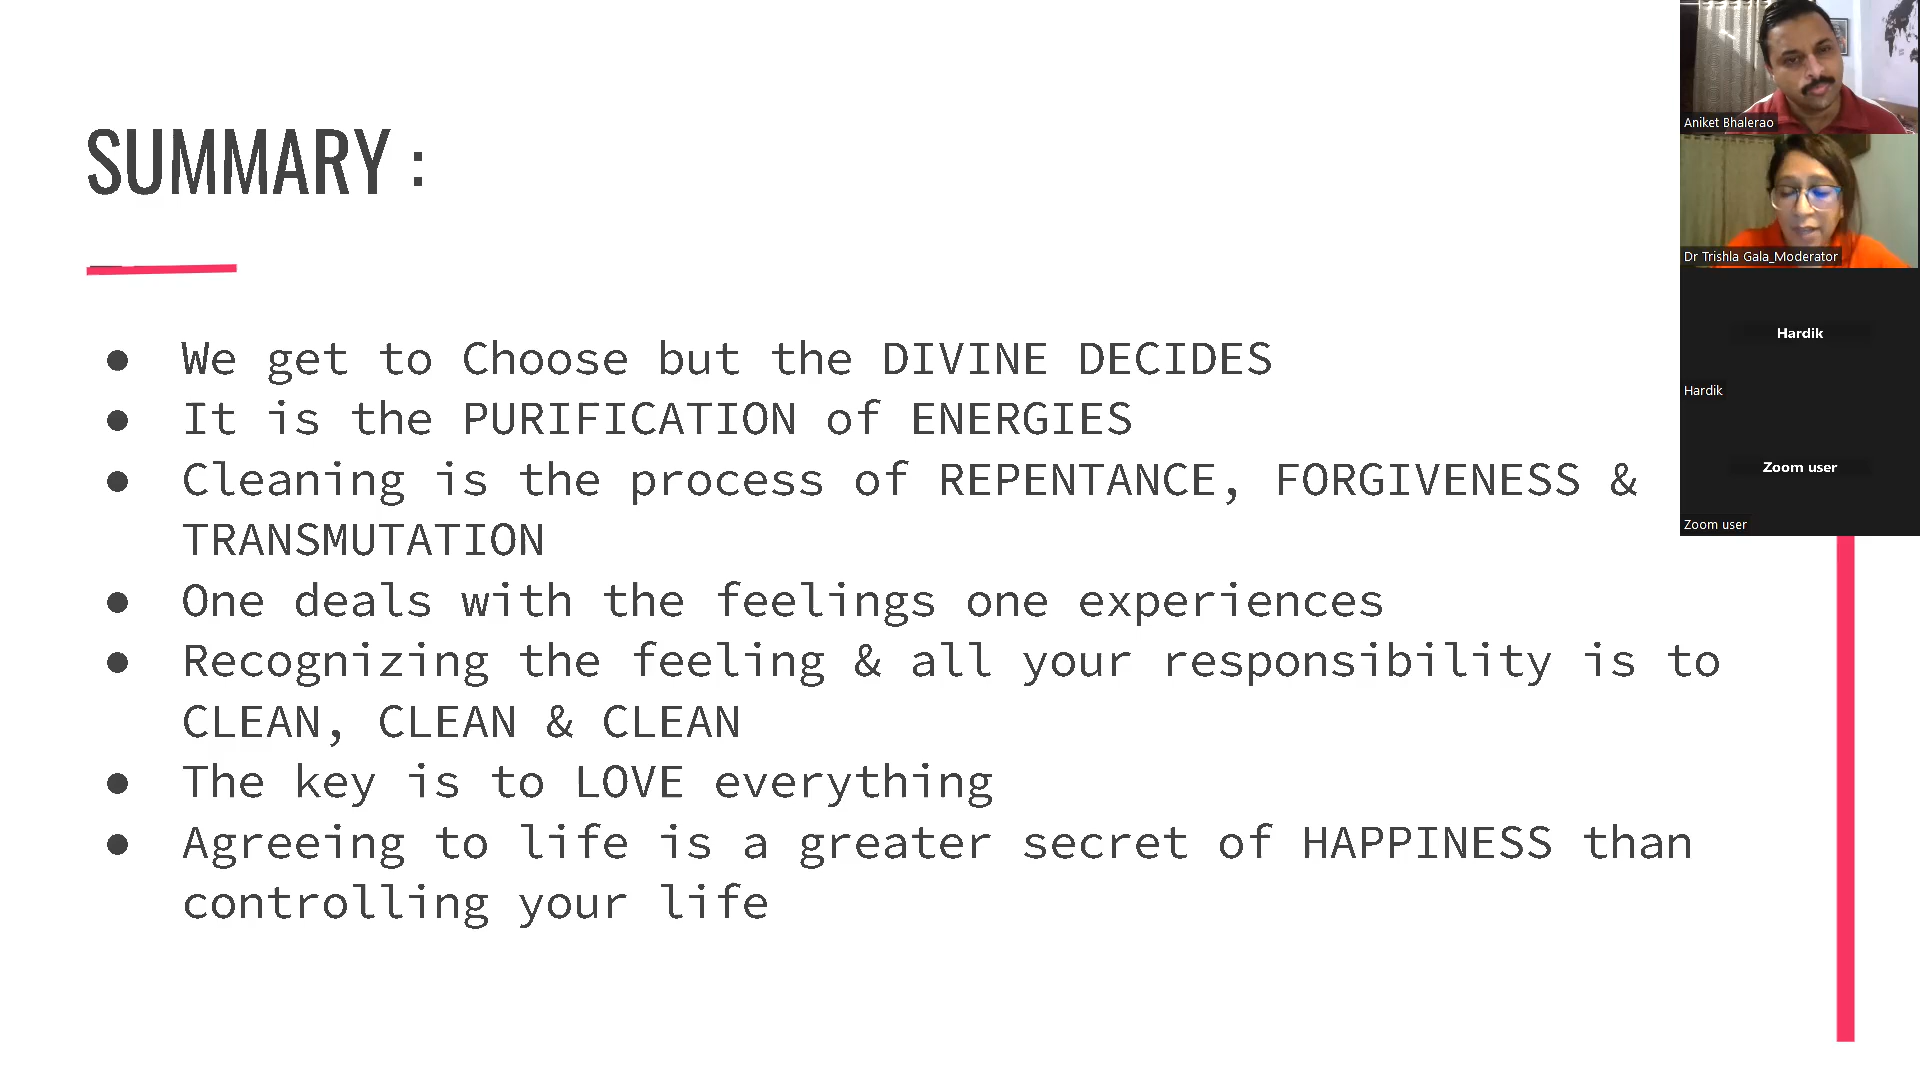 SUMMARY :
● We get to Choose but the DIVINE DECIDES
● It is the PURIFICATION of ENERGIES
● Cleaning is the process of REPENTANCE, FORGIVENESS &
TRANSMUTATION
● One deals with the feelings one experiences
● Recognizing the feeling & all your responsibility is to
CLEAN, CLEAN & CLEAN
● The key is to LOVE everything
● Agreeing to life is a greater secret of HAPPINESS than
controlling your life
Aniket Bhalerao
Dr Trishla Gala_Moderator
Hardik
Hardik
Zoom user
Zoom user